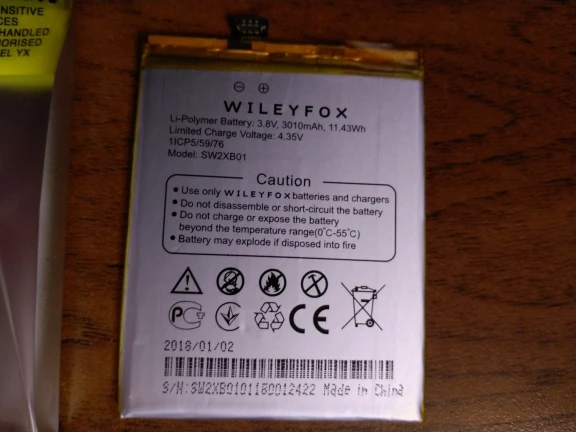 NSITIVE
CES
HANDLED
HORISED
EL YX
WILEYFOX
Li-Polymer Battery: 3.8V, 3010mAh, 11.43Wh
Limited Charge Voltage: 4.35V
1ICP5/59/76
Model: SW2XB01
Caution
• Use only WILEYFOX batteries and chargers
• Do not disassemble or short-circuit the battery
• Do not charge or expose the battery
beyond the temperature range(0°C-55°C)
• Battery may explode if disposed into fire
CE
2018/01/02
S/N:SW2XB0101180012422 Made in China